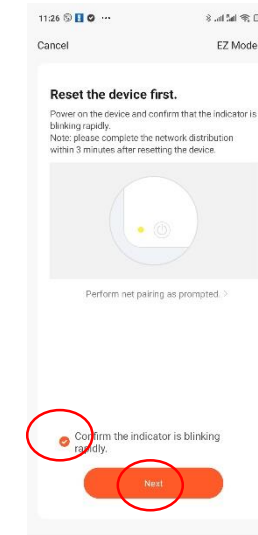 11:26
Cancel EZ Mode
Reset the device first.
Power on the device and confirm that the indicator is
blinking rapidly.
Note: please complete the network distribution
within 3 minutes after resetting the device.
Perform net pairing as prompted. >
Confirm the indicator is blinking
rapidly.
Next